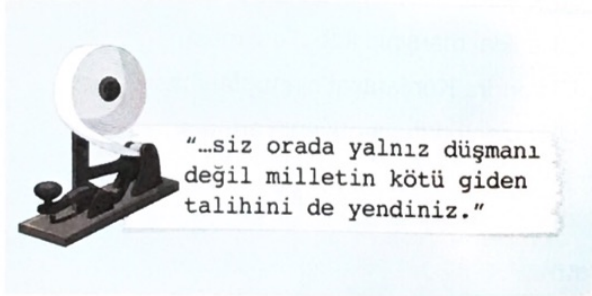 "…siz orada yalnız düşmanı
değil milletin kötü giden
talihini de yendiniz."